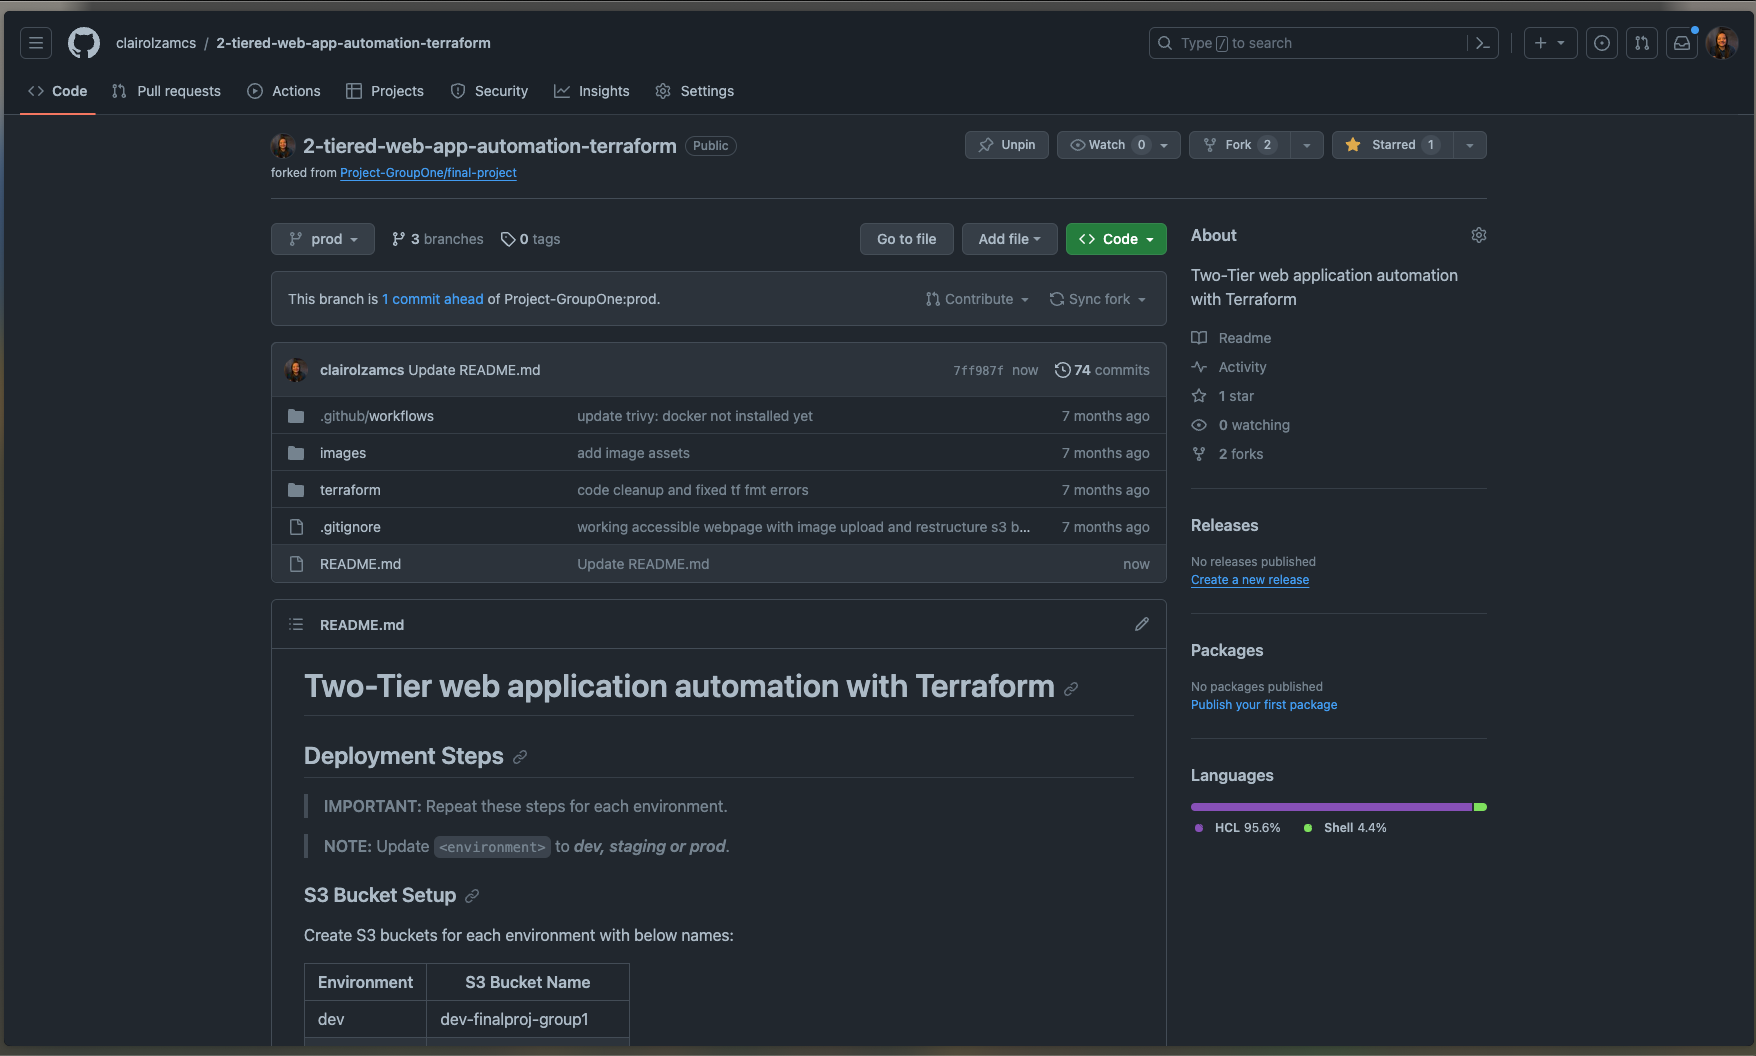 clairolzamcs / 2-tiered-web-app-automation-terraform
Type / to search
Code
Pull requests
Actions
Projects
Security
Insights
Settings
2-tiered-web-app-automation-terraform Public
forked from Project-GroupOne/final-project
Unpin
Watch 0
Fork 2
Starred 1
prod
3 branches
0 tags
Go to file
Add file
Code
This branch is 1 commit ahead of Project-GroupOne:prod.
Contribute
Sync fork
clairolzamcs Update README.md 7ff987f now 74 commits
.github/workflows update trivy: docker not installed yet 7 months ago
images add image assets 7 months ago
terraform code cleanup and fixed tf fmt errors 7 months ago
.gitignore working accessible webpage with image upload and restructure s3 b... 7 months ago
README.md Update README.md now
README.md
Two-Tier web application automation with Terraform
Deployment Steps
IMPORTANT: Repeat these steps for each environment.
NOTE: Update <environment> to dev, staging or prod.
S3 Bucket Setup
Create S3 buckets for each environment with below names:
Environment S3 Bucket Name
dev dev-finalproj-group1
About
Two-Tier web application automation
with Terraform
Readme
Activity
1 star
0 watching
2 forks
Releases
No releases published
Create a new release
Packages
No packages published
Publish your first package
Languages
HCL 95.6% Shell 4.4%